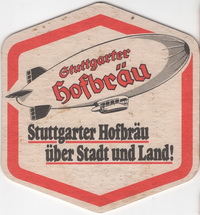 Stuttgarter
Hofbräu
Stuttgarter Hofbräu
über Stadt und Land!